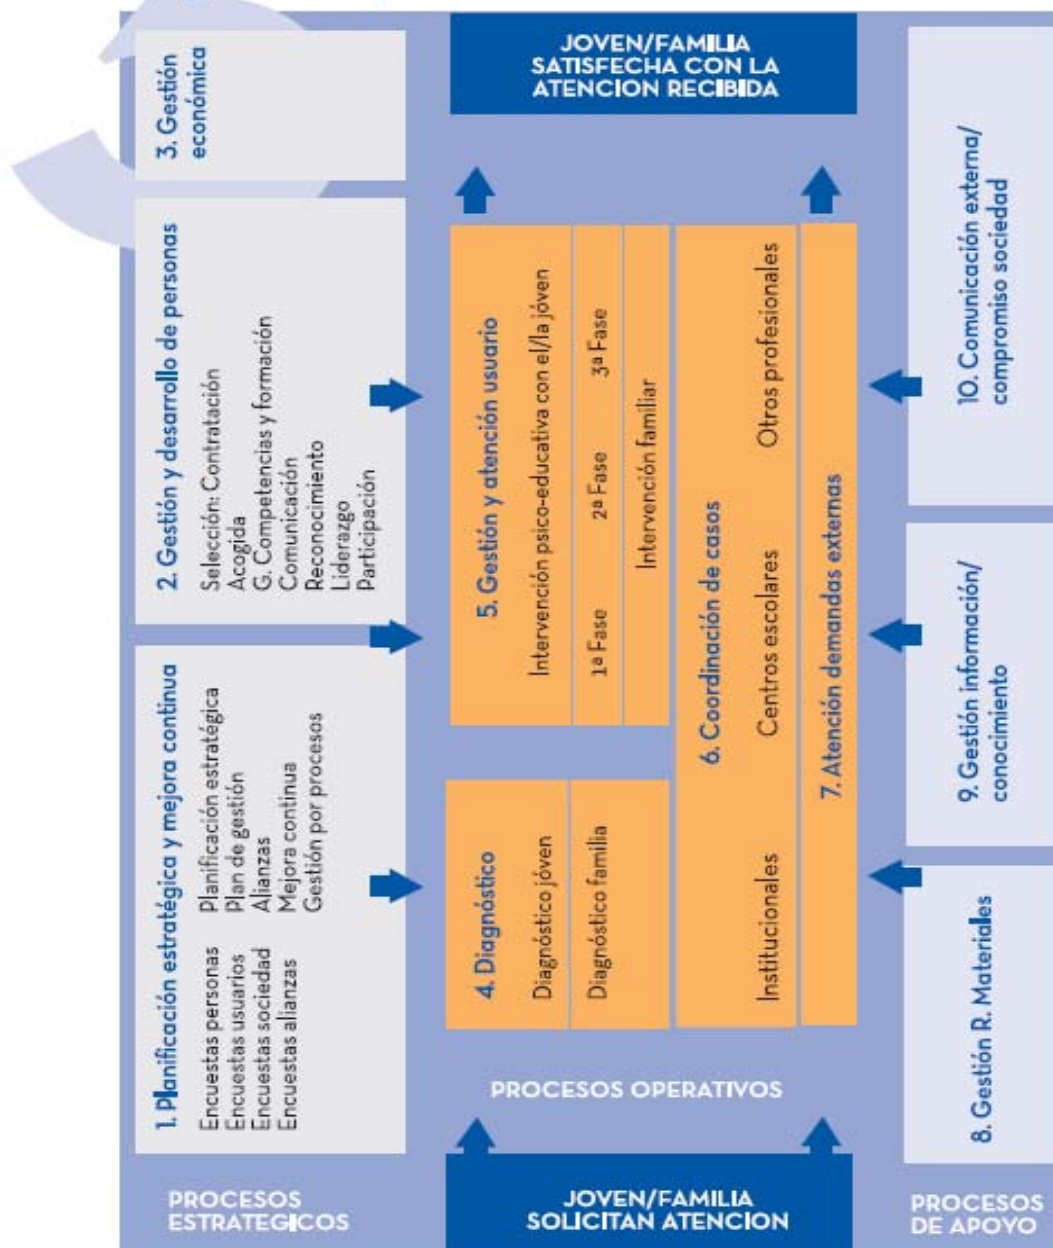 JOVEN/FAMILIA
SATISFECHA CON LA
ATENCION RECIBIDA
3. Gestión
económica
2. Gestión y desarrollo de personas
Selección: Contratación
Acogida
G. Competencias y formación
Comunicación
Reconocimiento
Liderazgo
Participación
1. Planificación estratégica y mejora continua
Encuestas personas
Encuestas usuarios
Encuestas sociedad
Encuestas alianzas
Planificación estratégica
Plan de gestión
Alianzas
Mejora continua
Gestión por procesos
PROCESOS
ESTRATEGICOS
5. Gestión y atención usuario
Intervención psico-educativa con el/la jóven
1ª Fase
2ª Fase
3ª Fase
Intervención familiar
4. Diagnóstico
Diagnóstico jóven
Diagnóstico familia
6. Coordinación de casos
Institucionales
Centros escolares
Otros profesionales
7. Atención demandas externas
PROCESOS OPERATIVOS
JOVEN/FAMILIA
SOLICITAN ATENCION
10. Comunicación externa/
compromiso sociedad
9. Gestión información/
conocimiento
8. Gestión R. Materiales
PROCESOS
DE APOYO